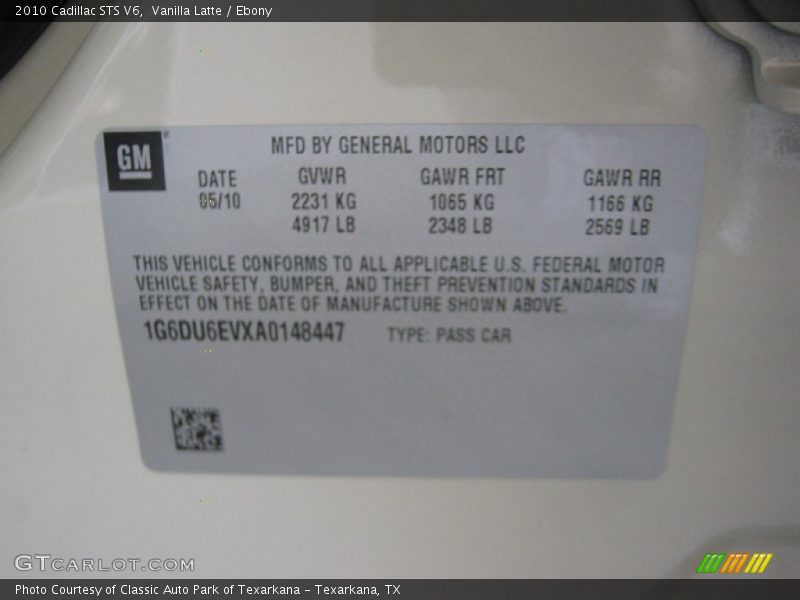 2010 Cadillac STS V6, Vanilla Latte / Ebony
GM
MFD BY GENERAL MOTORS LLC
DATE GVWR GAWR FRT GAWR RR
05/10 2231 KG 1065 KG 1166 KG
4917 LB 2348 LB 2569 LB
THIS VEHICLE CONFORMS TO ALL APPLICABLE U.S. FEDERAL MOTOR
VEHICLE SAFETY, BUMPER, AND THEFT PREVENTION STANDARDS IN
EFFECT ON THE DATE OF MANUFACTURE SHOWN ABOVE.
1G6DU6EVXA0148447 TYPE: PASS CAR
GTCARLOT.COM
Photo Courtesy of Classic Auto Park of Texarkana - Texarkana, TX